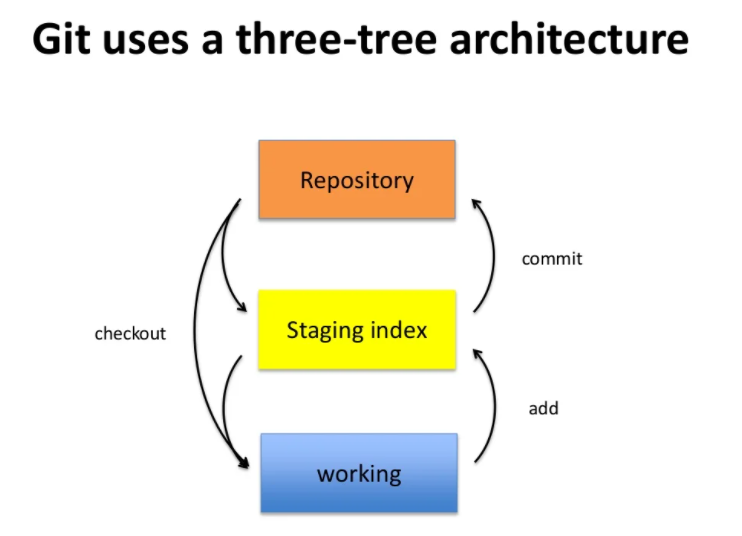 Git uses a three-tree architecture
Repository
commit
Staging index
checkout
add
working